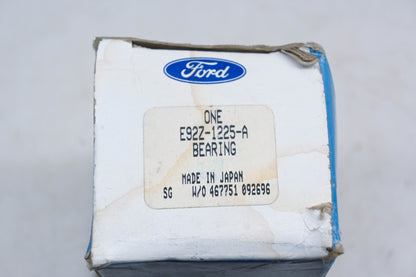 Ford
ONE
E92Z-1225-A
BEARING
MADE IN JAPAN
SG W/O 467751 092696